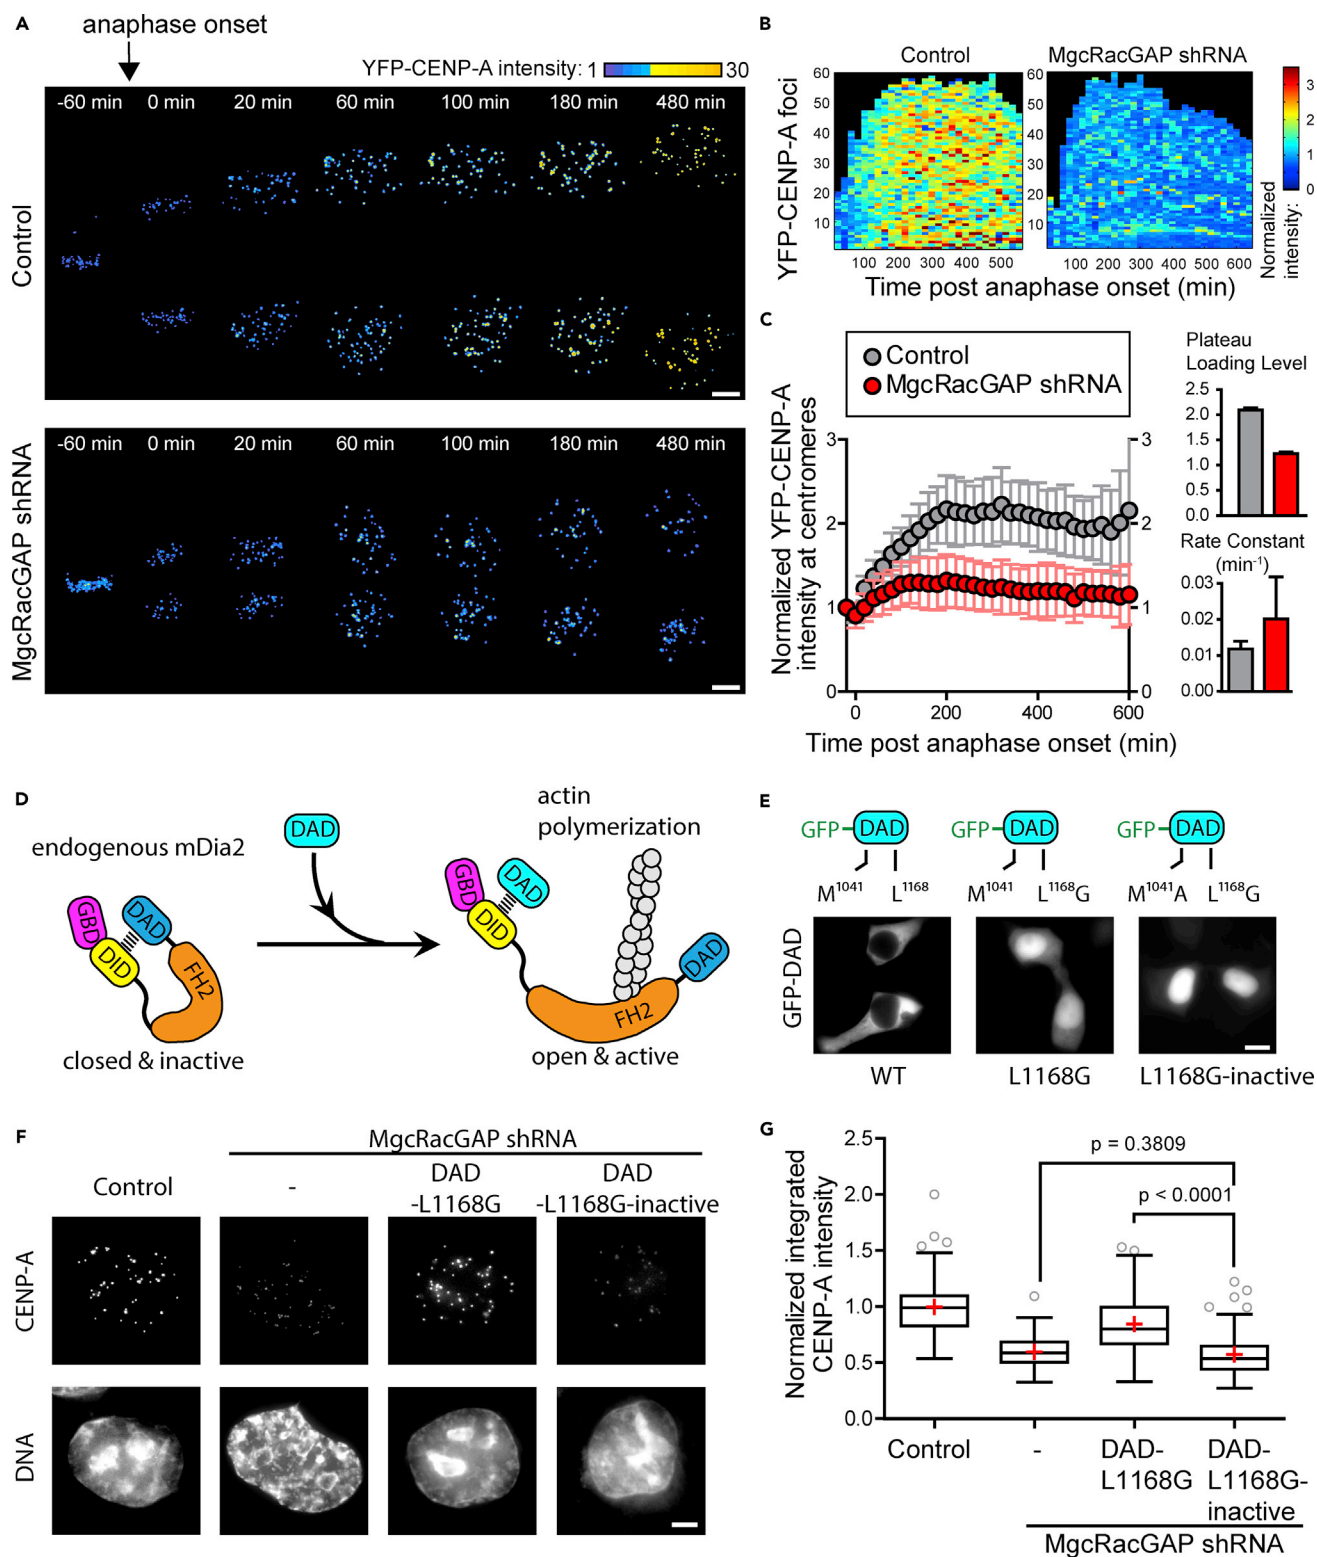 A
anaphase onset
YFP-CENP-A intensity: 1 30
Control
-60 min 0 min 20 min 60 min 100 min 180 min 480 min
MgcRacGAP shRNA
-60 min 0 min 20 min 60 min 100 min 180 min 480 min
B
Control MgcRacGAP shRNA
YFP-CENP-A foci
60
50
40
30
20
10
100 200 300 400 500
60
50
40
30
20
10
100 200 300 400 500 600
Time post anaphase onset (min)
Normalized
intensity:
3
2
1
0
C
Control
MgcRacGAP shRNA
Normalized YFP-CENP-A
intensity at centromeres
3
2
1
0
3
2
1
0
0 200 400 600
Time post anaphase onset (min)
Plateau
Loading Level
2.5
2.0
1.5
1.0
0.5
0.0
Rate Constant
(min⁻¹)
0.03
0.02
0.01
0.00
D
endogenous mDia2
GBD
DID
DAD
FH2
closed & inactive
DAD
actin
polymerization
GBD
DID
DAD
FH2
DAD
open & active
E
GFP DAD GFP DAD GFP DAD
M¹⁰⁴¹ L¹¹⁶⁸ M¹⁰⁴¹ L¹¹⁶⁸G M¹⁰⁴¹A L¹¹⁶⁸G
GFP-DAD
WT L1168G L1168G-inactive
F
MgcRacGAP shRNA
Control - DAD
-L1168G DAD
-L1168G-inactive
CENP-A
DNA
G
Normalized integrated
CENP-A intensity
2.5
2.0
1.5
1.0
0.5
0.0
p = 0.3809
p < 0.0001
Control - DAD-
L1168G DAD-
L1168G-
inactive
MgcRacGAP shRNA